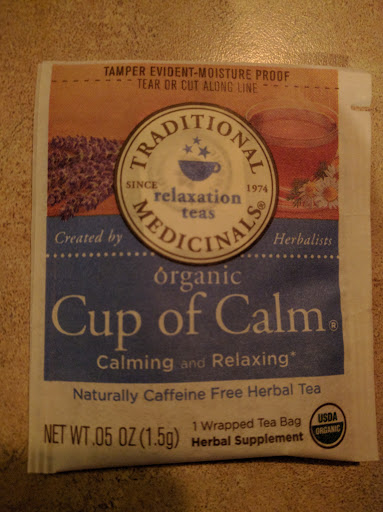 TAMPER EVIDENT-MOISTURE PROOF
TEAR OR CUT ALONG LINE
TRADITIONAL
SINCE 1974
relaxation
teas
MEDICINALS®
Created by Herbalists
organic
Cup of Calm®
Calming and Relaxing*
Naturally Caffeine Free Herbal Tea
NET WT .05 OZ (1.5g)
1 Wrapped Tea Bag
Herbal Supplement
USDA
ORGANIC